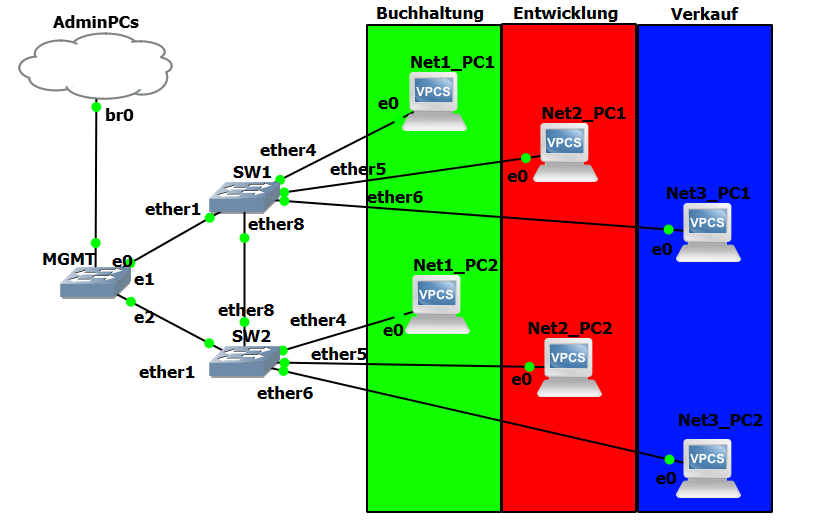 AdminPCs
Buchhaltung
Entwicklung
Verkauf
br0
Net1_PC1
VPCS
e0
ether4
Net2_PC1
VPCS
e0
ether5
SW1
ether6
Net3_PC1
VPCS
e0
ether1
ether8
MGMT
e0
e1
e2
Net1_PC2
VPCS
e0
ether8
SW2
ether4
Net2_PC2
VPCS
e0
ether5
ether1
ether6
Net3_PC2
VPCS
e0